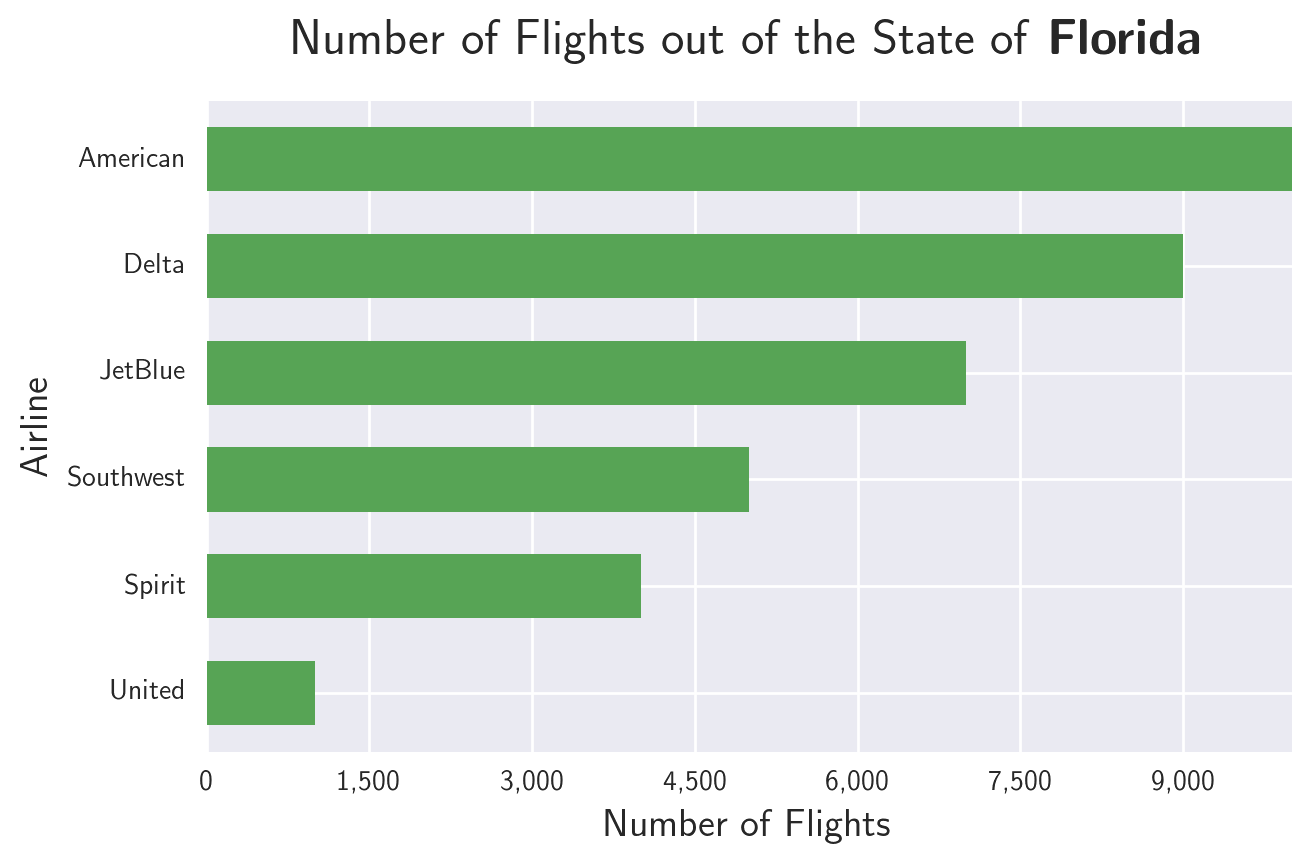 Number of Flights out of the State of Florida
American
Delta
JetBlue
Southwest
Spirit
United
Airline
0 1,500 3,000 4,500 6,000 7,500 9,000
Number of Flights